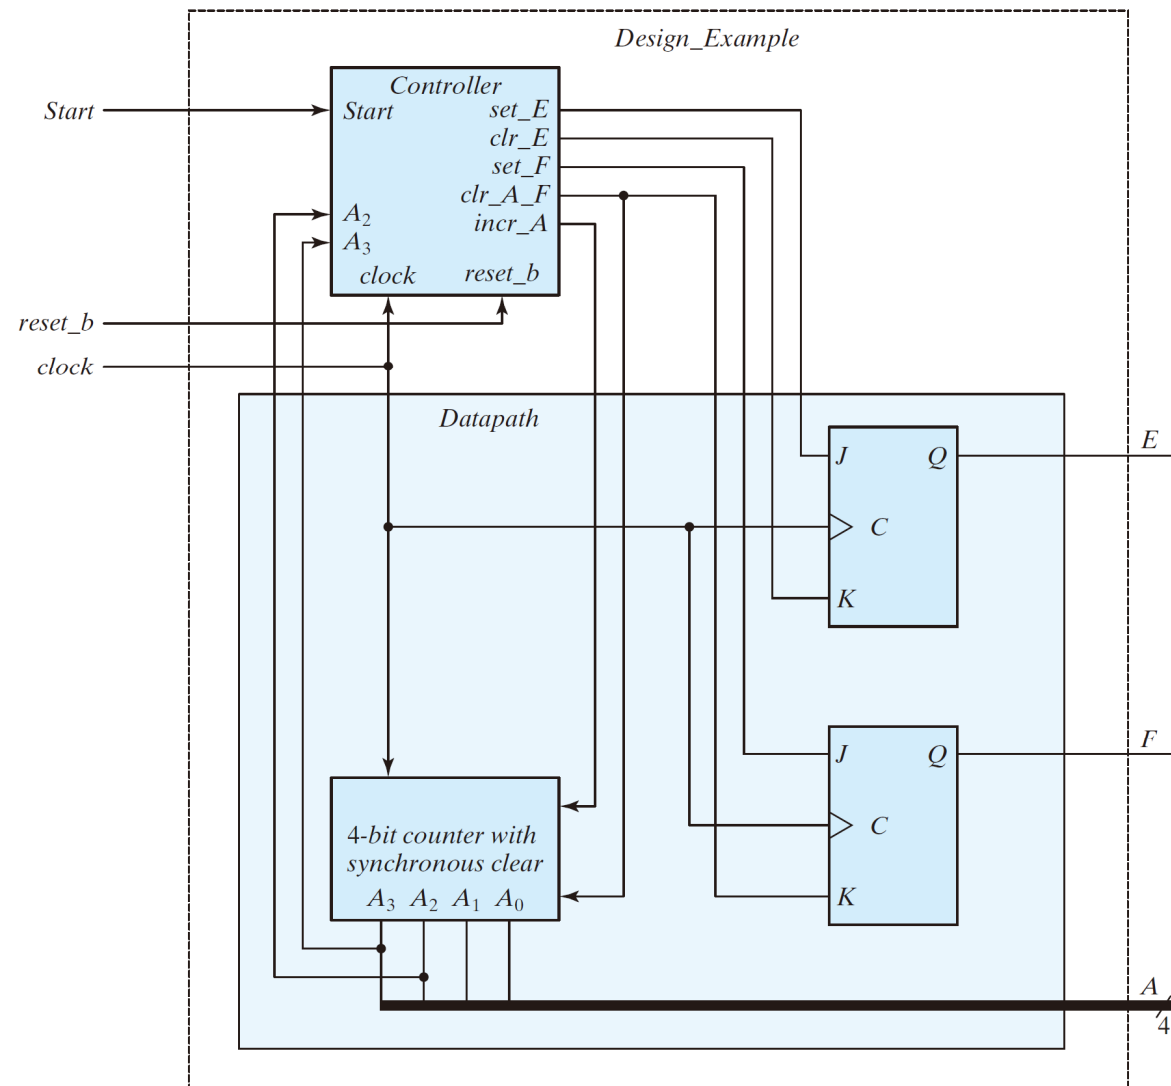 Design_Example
Controller
Start
Start
set_E
clr_E
set_F
clr_A_F
incr_A
A2
A3
clock
reset_b
reset_b
clock
Datapath
J
Q
E
C
K
J
Q
F
C
K
4-bit counter with
synchronous clear
A3 A2 A1 A0
A
4